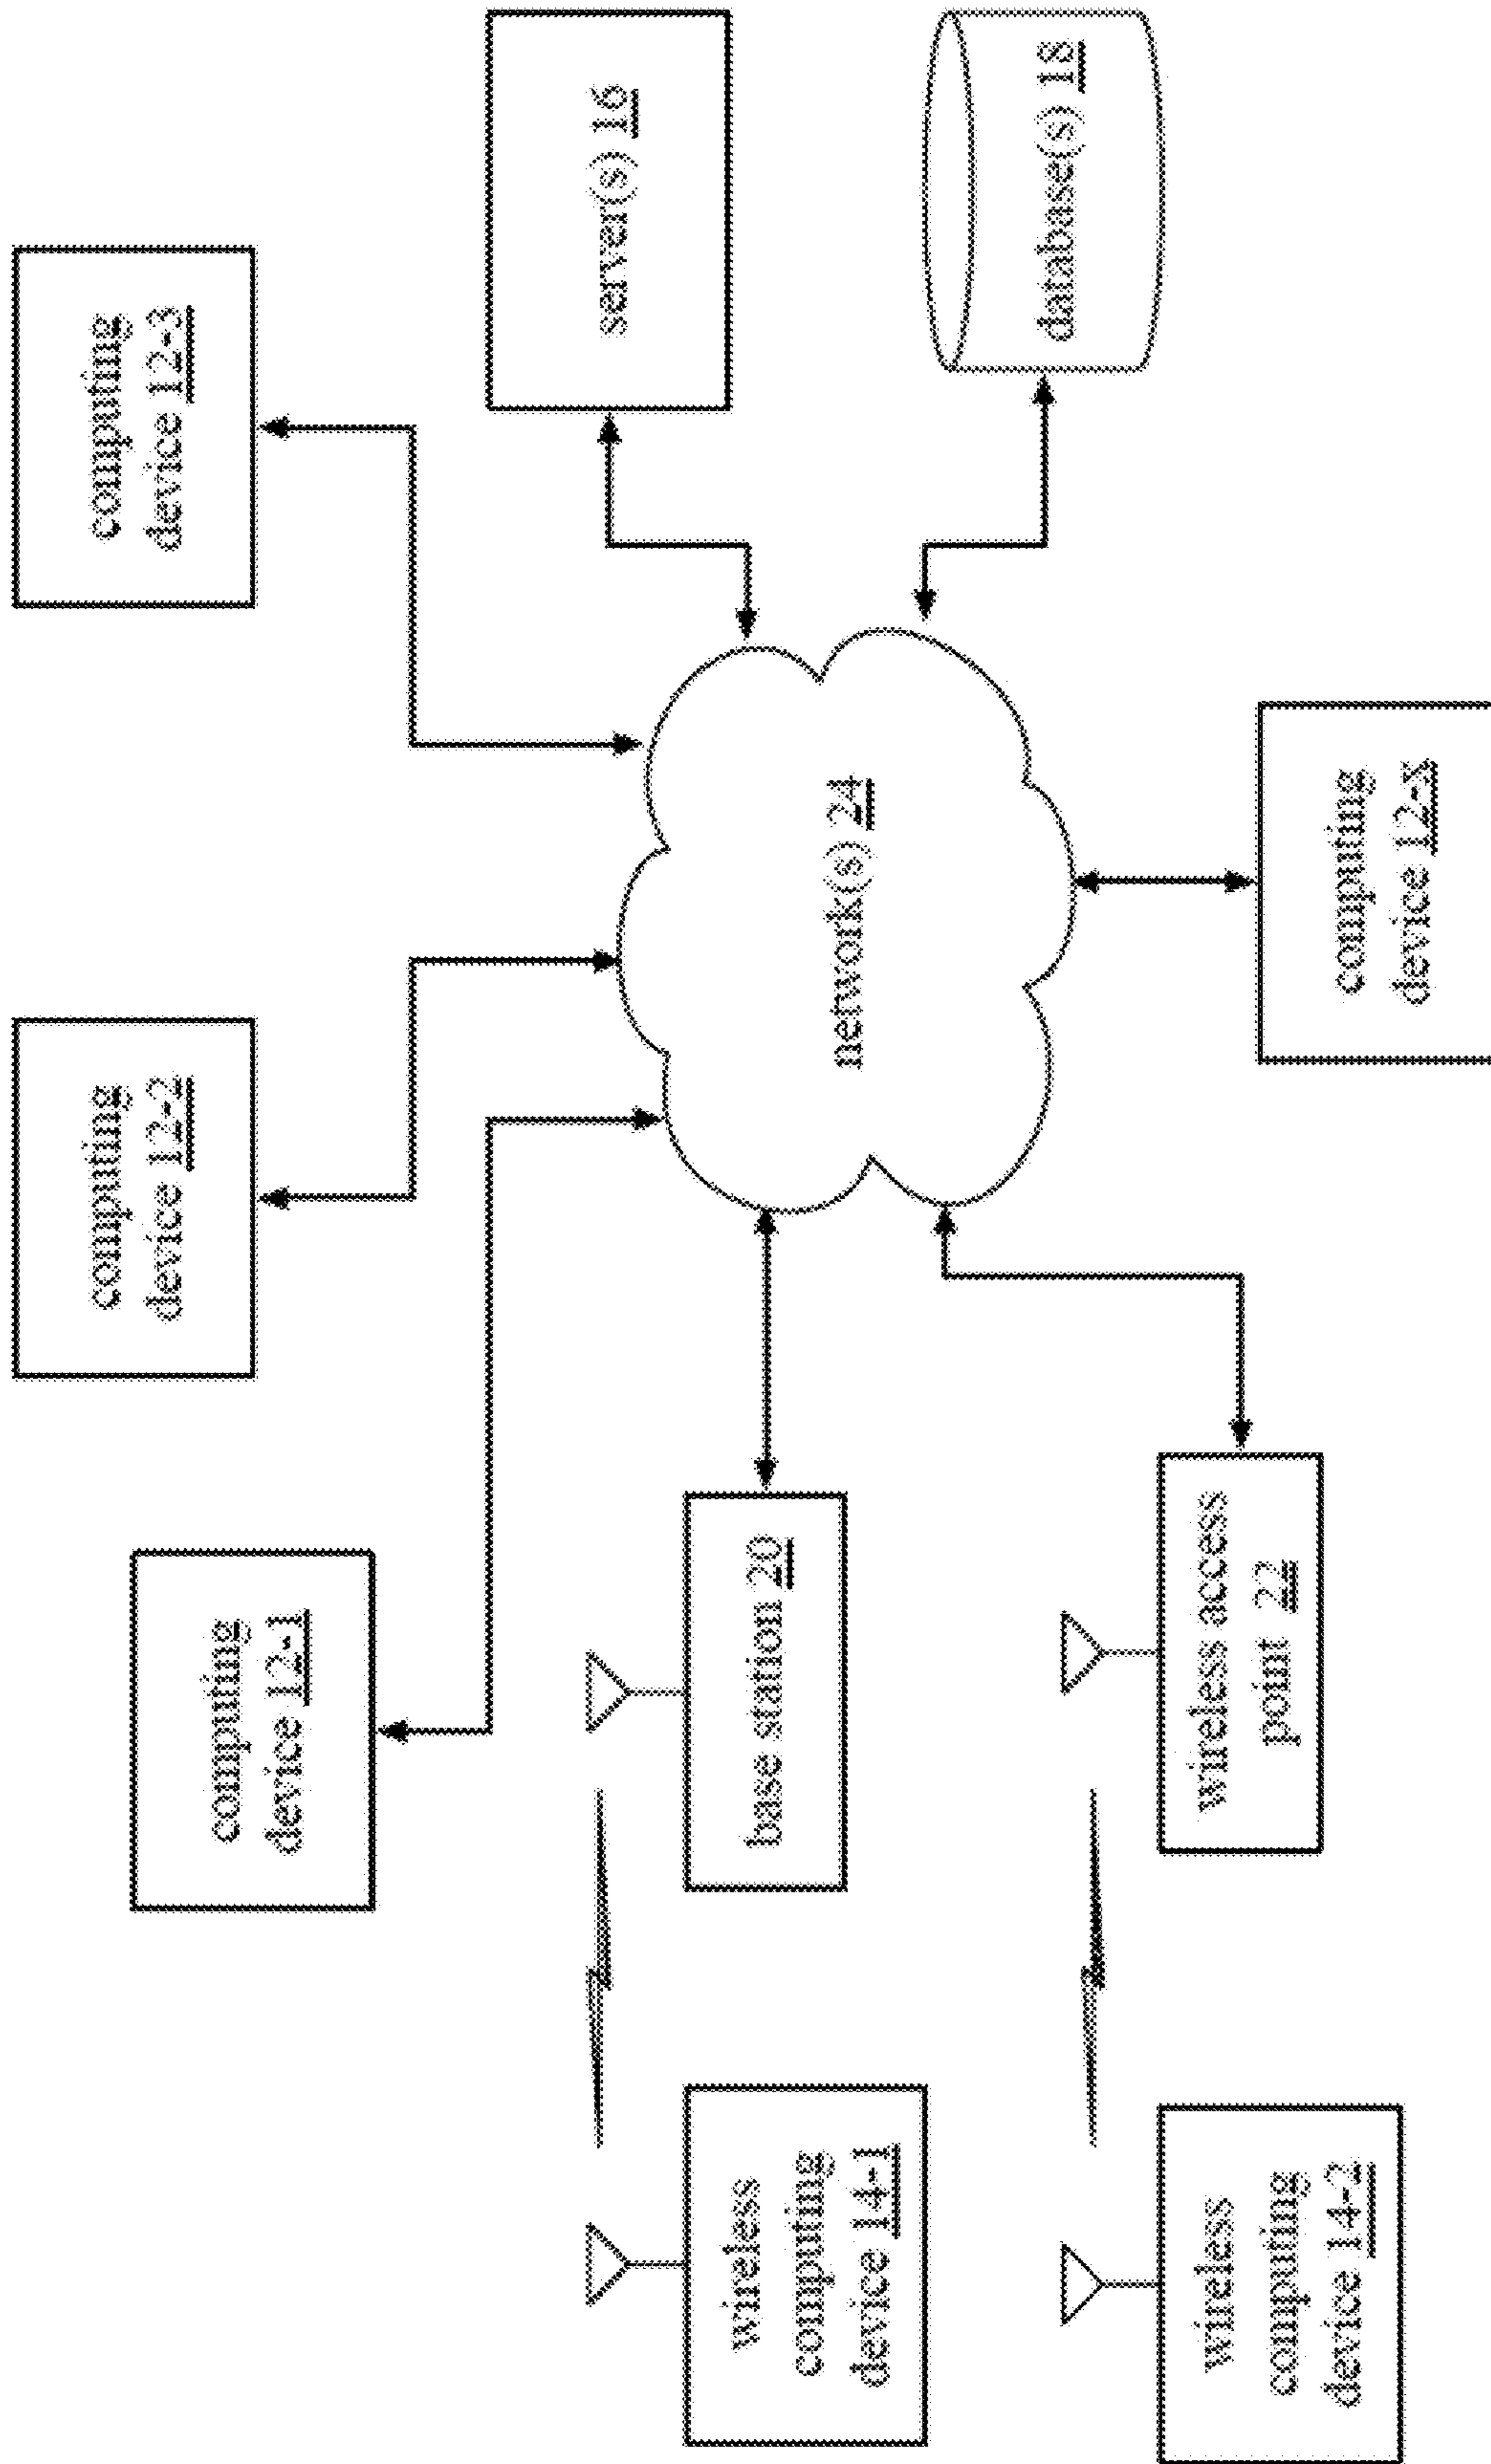 computing
device 12-1
computing
device 12-2
computing
device 12-3
wireless
computing
device 14-1
base station 20
network(s) 24
server(s) 16
database(s) 18
wireless
computing
device 14-2
wireless access
point 22
computing
device 12-x